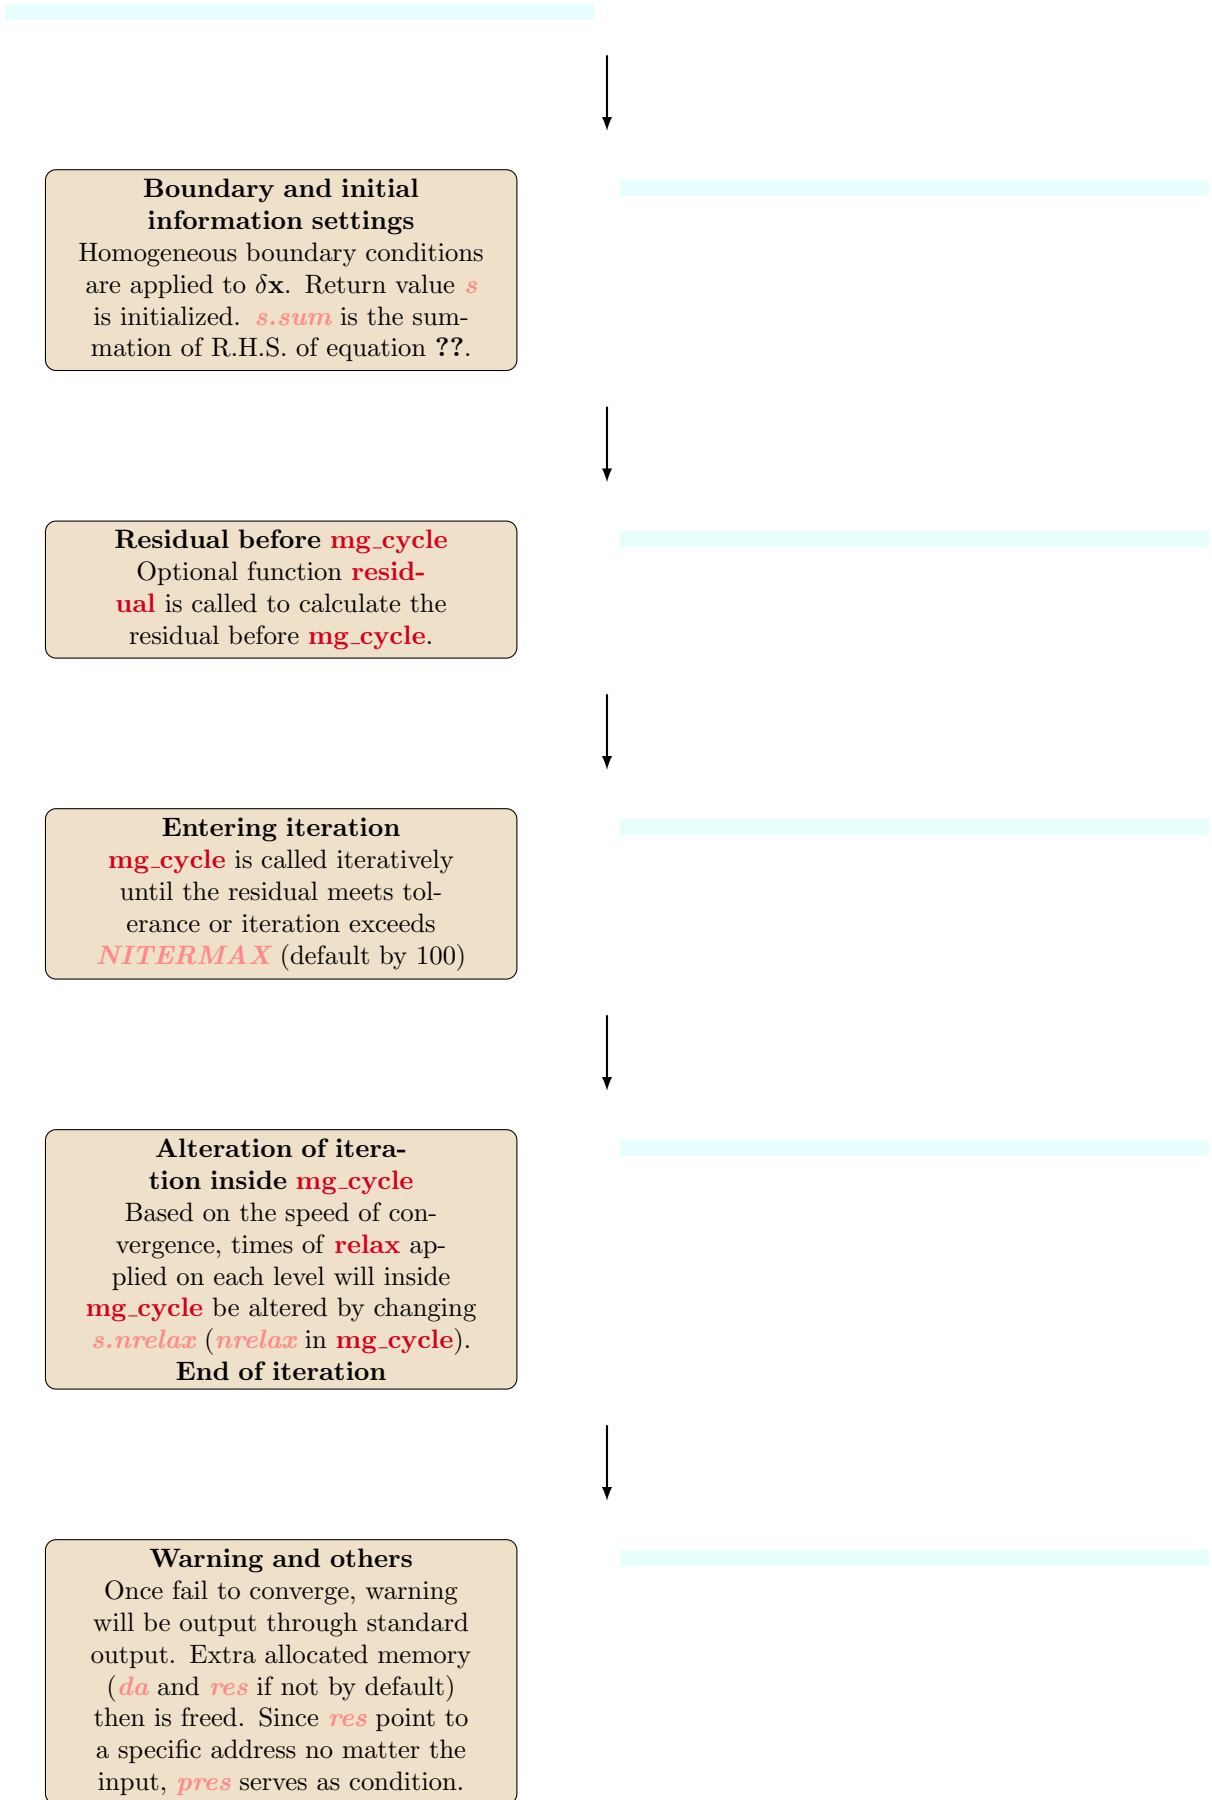 Boundary and initial
information settings
Homogeneous boundary conditions
are applied to δx. Return value s
is initialized. s.sum is the sum-
mation of R.H.S. of equation ??.
Residual before mg_cycle
Optional function resid-
ual is called to calculate the
residual before mg_cycle.
Entering iteration
mg_cycle is called iteratively
until the residual meets tol-
erance or iteration exceeds
NITERMAX (default by 100)
Alteration of itera-
tion inside mg_cycle
Based on the speed of con-
vergence, times of relax ap-
plied on each level will inside
mg_cycle be altered by changing
s.nrelax (nrelax in mg_cycle).
End of iteration
Warning and others
Once fail to converge, warning
will be output through standard
output. Extra allocated memory
(da and res if not by default)
then is freed. Since res point to
a specific address no matter the
input, pres serves as condition.